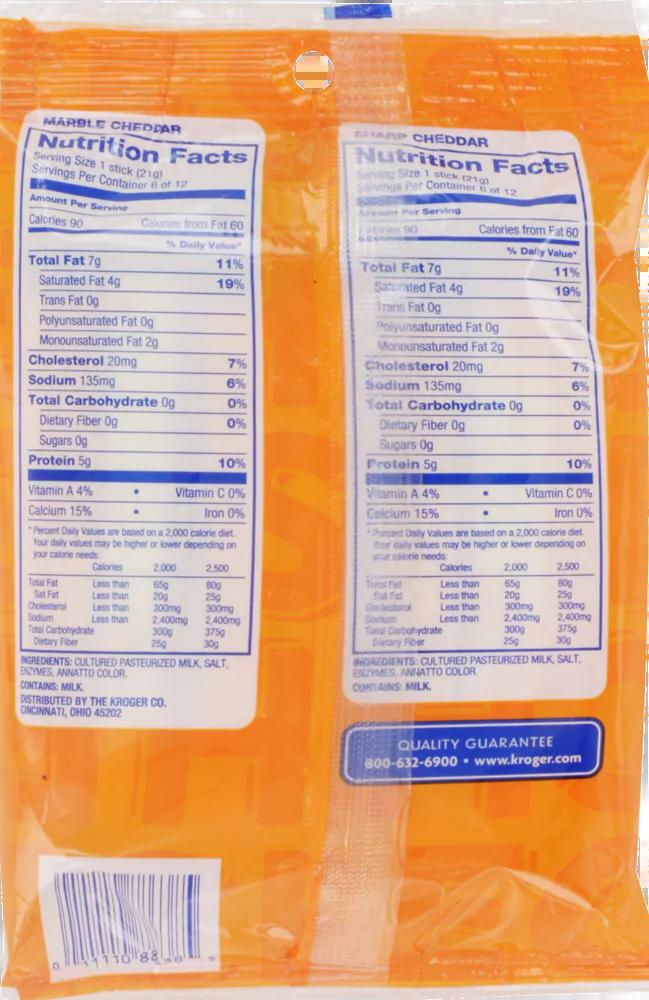 MARBLE CHEDDAR
Nutrition Facts
Serving Size 1 stick (21g)
Servings Per Container 6 of 12
Amount Per Serving
Calories 90 Calories from Fat 60
% Daily Value*
Total Fat 7g 11%
Saturated Fat 4g 19%
Trans Fat 0g
Polyunsaturated Fat 0g
Monounsaturated Fat 2g
Cholesterol 20mg 7%
Sodium 135mg 6%
Total Carbohydrate 0g 0%
Dietary Fiber 0g 0%
Sugars 0g
Protein 5g 10%
Vitamin A 4% • Vitamin C 0%
Calcium 15% • Iron 0%
* Percent Daily Values are based on a 2,000 calorie diet.
Your daily values may be higher or lower depending on
your calorie needs:
Calories 2,000 2,500
Total Fat Less than 65g 80g
Sat Fat Less than 20g 25g
Cholesterol Less than 300mg 300mg
Sodium Less than 2,400mg 2,400mg
Total Carbohydrate 300g 375g
Dietary Fiber 25g 30g
INGREDIENTS: CULTURED PASTEURIZED MILK, SALT,
ENZYMES, ANNATTO COLOR.
CONTAINS: MILK.
DISTRIBUTED BY THE KROGER CO.
CINCINNATI, OHIO 45202
SHARP CHEDDAR
Nutrition Facts
Serving Size 1 stick (21g)
Servings Per Container 6 of 12
Amount Per Serving
Calories 90 Calories from Fat 60
% Daily Value*
Total Fat 7g 11%
Saturated Fat 4g 19%
Trans Fat 0g
Polyunsaturated Fat 0g
Monounsaturated Fat 2g
Cholesterol 20mg 7%
Sodium 135mg 6%
Total Carbohydrate 0g 0%
Dietary Fiber 0g 0%
Sugars 0g
Protein 5g 10%
Vitamin A 4% • Vitamin C 0%
Calcium 15% • Iron 0%
* Percent Daily Values are based on a 2,000 calorie diet.
Your daily values may be higher or lower depending on
your calorie needs:
Calories 2,000 2,500
Total Fat Less than 65g 80g
Sat Fat Less than 20g 25g
Cholesterol Less than 300mg 300mg
Sodium Less than 2,400mg 2,400mg
Total Carbohydrate 300g 375g
Dietary Fiber 25g 30g
INGREDIENTS: CULTURED PASTEURIZED MILK, SALT,
ENZYMES, ANNATTO COLOR.
CONTAINS: MILK.
QUALITY GUARANTEE
800-632-6900 • www.kroger.com
0 11110